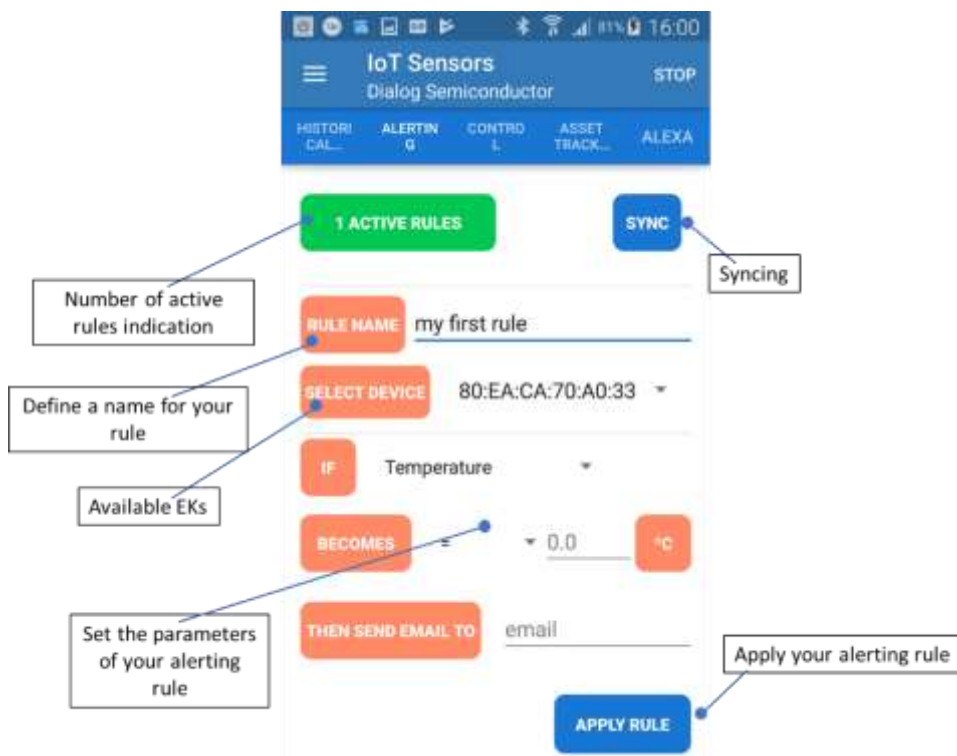 81% 16:00
IoT Sensors
Dialog Semiconductor
STOP
HISTORI
CAL...
ALERTIN
G
CONTRO
L
ASSET
TRACK...
ALEXA
1 ACTIVE RULES
SYNC
Syncing
Number of active
rules indication
RULE NAME my first rule
Define a name for your
rule
SELECT DEVICE 80:EA:CA:70:A0:33
IF Temperature
Available EKs
BECOMES = 0.0 °C
Set the parameters
of your alerting
rule
THEN SEND EMAIL TO email
Apply your alerting rule
APPLY RULE